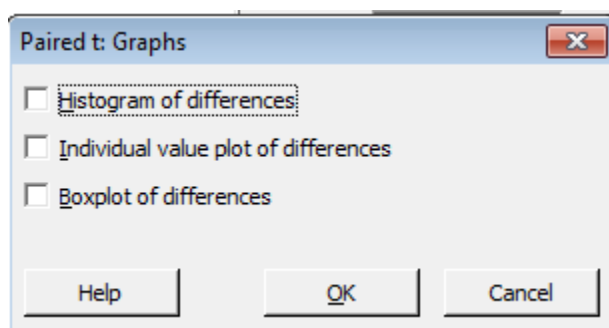 Paired t: Graphs
Histogram of differences
Individual value plot of differences
Boxplot of differences
Help OK Cancel